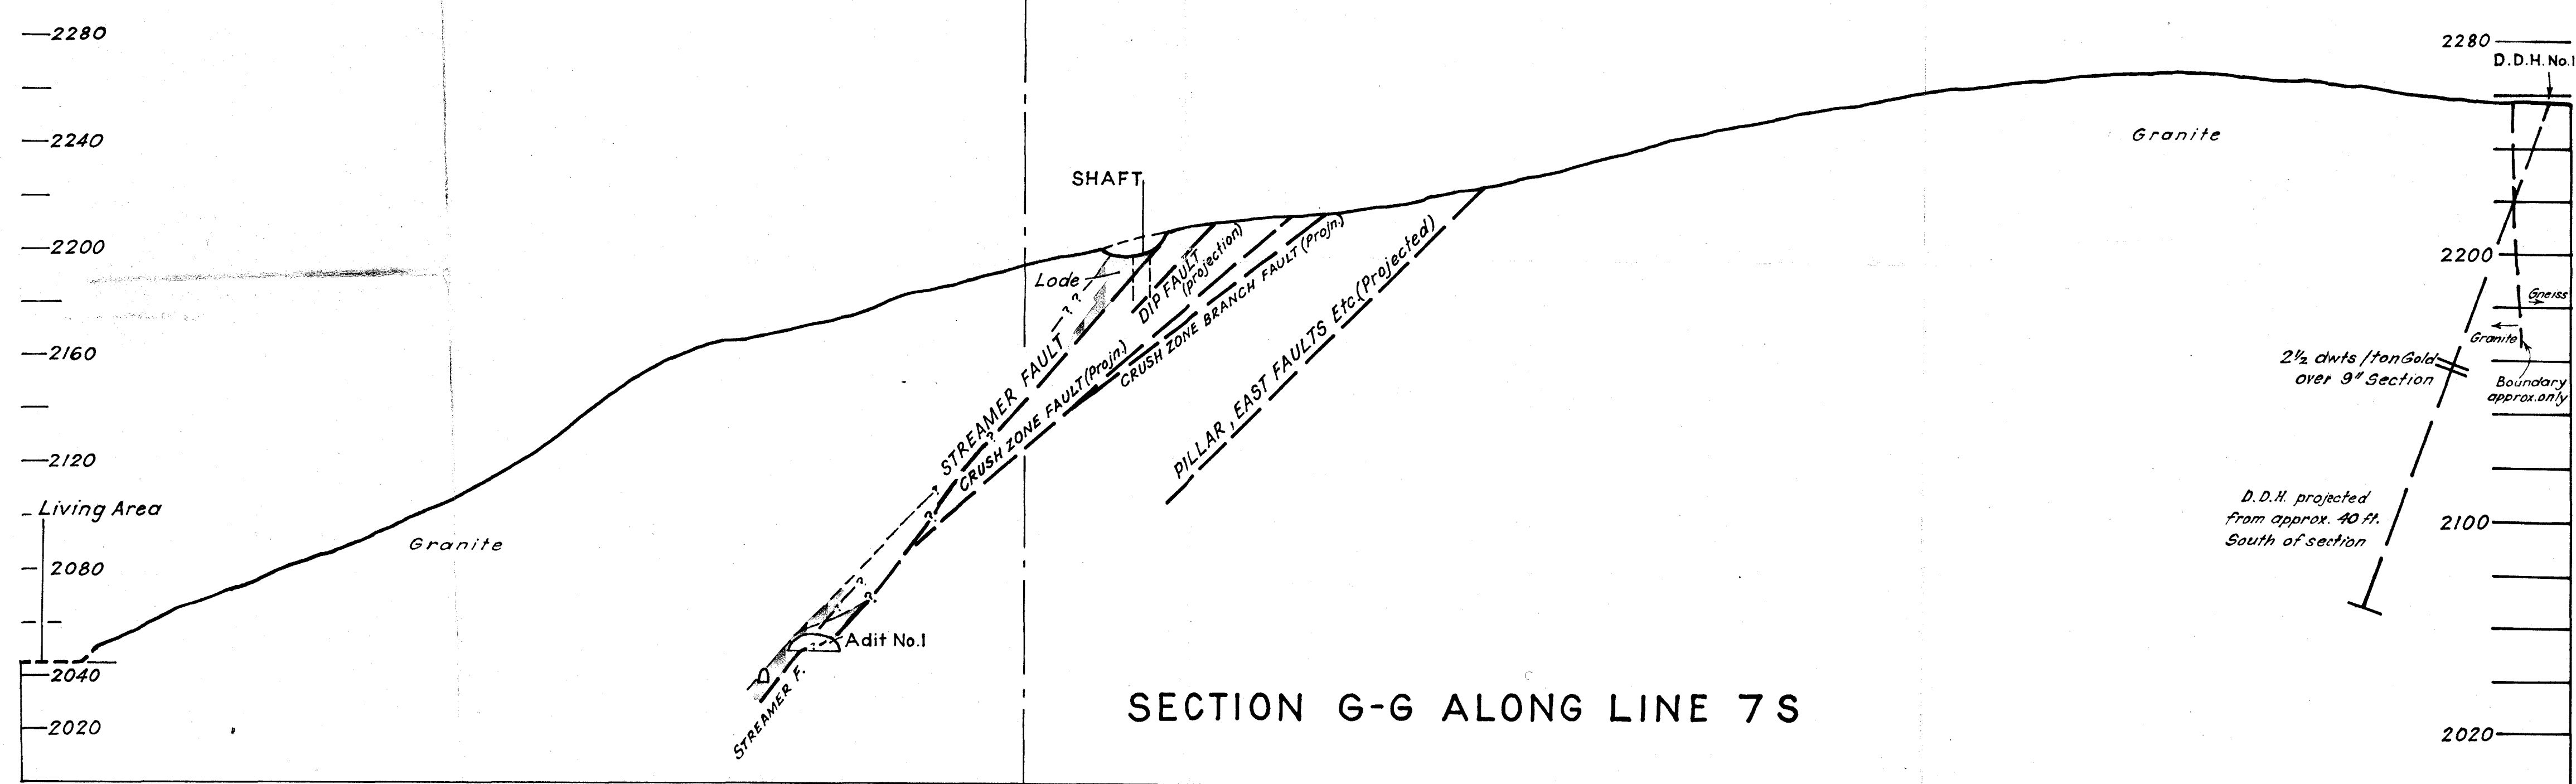 2280
2240
2200
2160
2120
Living Area
2080
2040
2020
Granite
SHAFT
Lode
? ?
STREAMER FAULT
?
DIP FAULT
(projection)
CRUSH ZONE FAULT (Projn.)
CRUSH ZONE BRANCH FAULT (Projn.)
PILLAR, EAST FAULTS Etc. (Projected)
?
?
?
?
?
?
Adit No.1
STREAMER F.
Granite
2280
D.D.H. No.1
2200
Gneiss
Granite
2½ dwts /ton Gold
over 9" Section
Boundary
approx. only
D.D.H. projected
from approx. 40 ft.
South of section
2100
2020
SECTION G-G ALONG LINE 7S